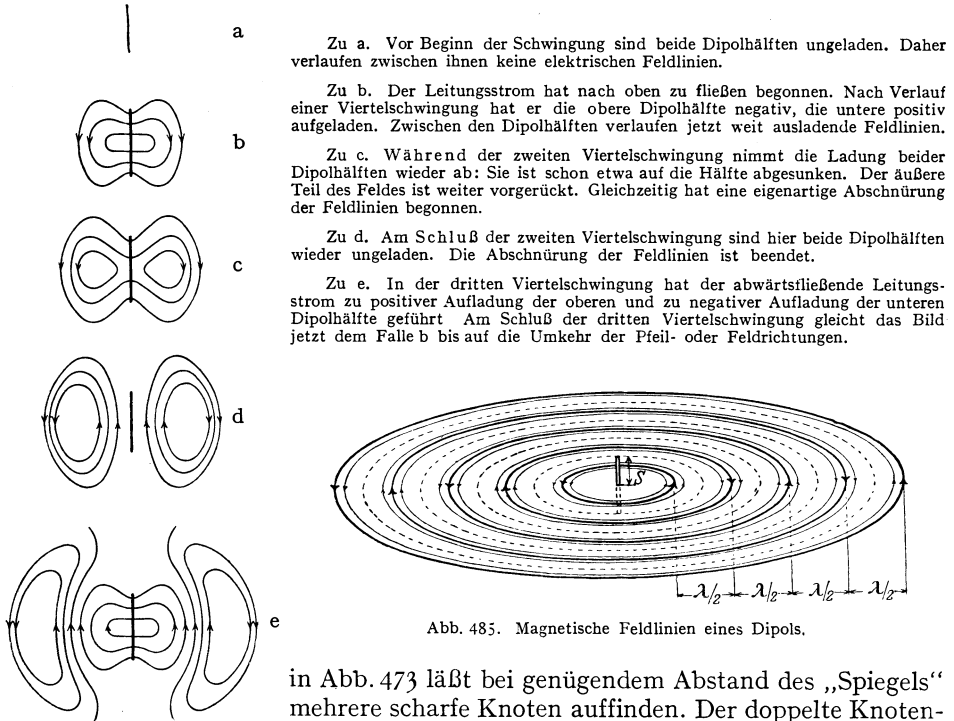 a
b
c
d
e
Zu a. Vor Beginn der Schwingung sind beide Dipolhälften ungeladen. Daher
verlaufen zwischen ihnen keine elektrischen Feldlinien.
Zu b. Der Leitungsstrom hat nach oben zu fließen begonnen. Nach Verlauf
einer Viertelschwingung hat er die obere Dipolhälfte negativ, die untere positiv
aufgeladen. Zwischen den Dipolhälften verlaufen jetzt weit ausladende Feldlinien.
Zu c. Während der zweiten Viertelschwingung nimmt die Ladung beider
Dipolhälften wieder ab: Sie ist schon etwa auf die Hälfte abgesunken. Der äußere
Teil des Feldes ist weiter vorgerückt. Gleichzeitig hat eine eigenartige Abschnürung
der Feldlinien begonnen.
Zu d. Am Schluß der zweiten Viertelschwingung sind hier beide Dipolhälften
wieder ungeladen. Die Abschnürung der Feldlinien ist beendet.
Zu e. In der dritten Viertelschwingung hat der abwärtsfließende Leitungs-
strom zu positiver Aufladung der oberen und zu negativer Aufladung der unteren
Dipolhälfte geführt Am Schluß der dritten Viertelschwingung gleicht das Bild
jetzt dem Falle b bis auf die Umkehr der Pfeil- oder Feldrichtungen.
S
λ/2 λ/2 λ/2 λ/2
Abb. 485. Magnetische Feldlinien eines Dipols.
in Abb. 473 läßt bei genügendem Abstand des „Spiegels“
mehrere scharfe Knoten auffinden. Der doppelte Knoten-